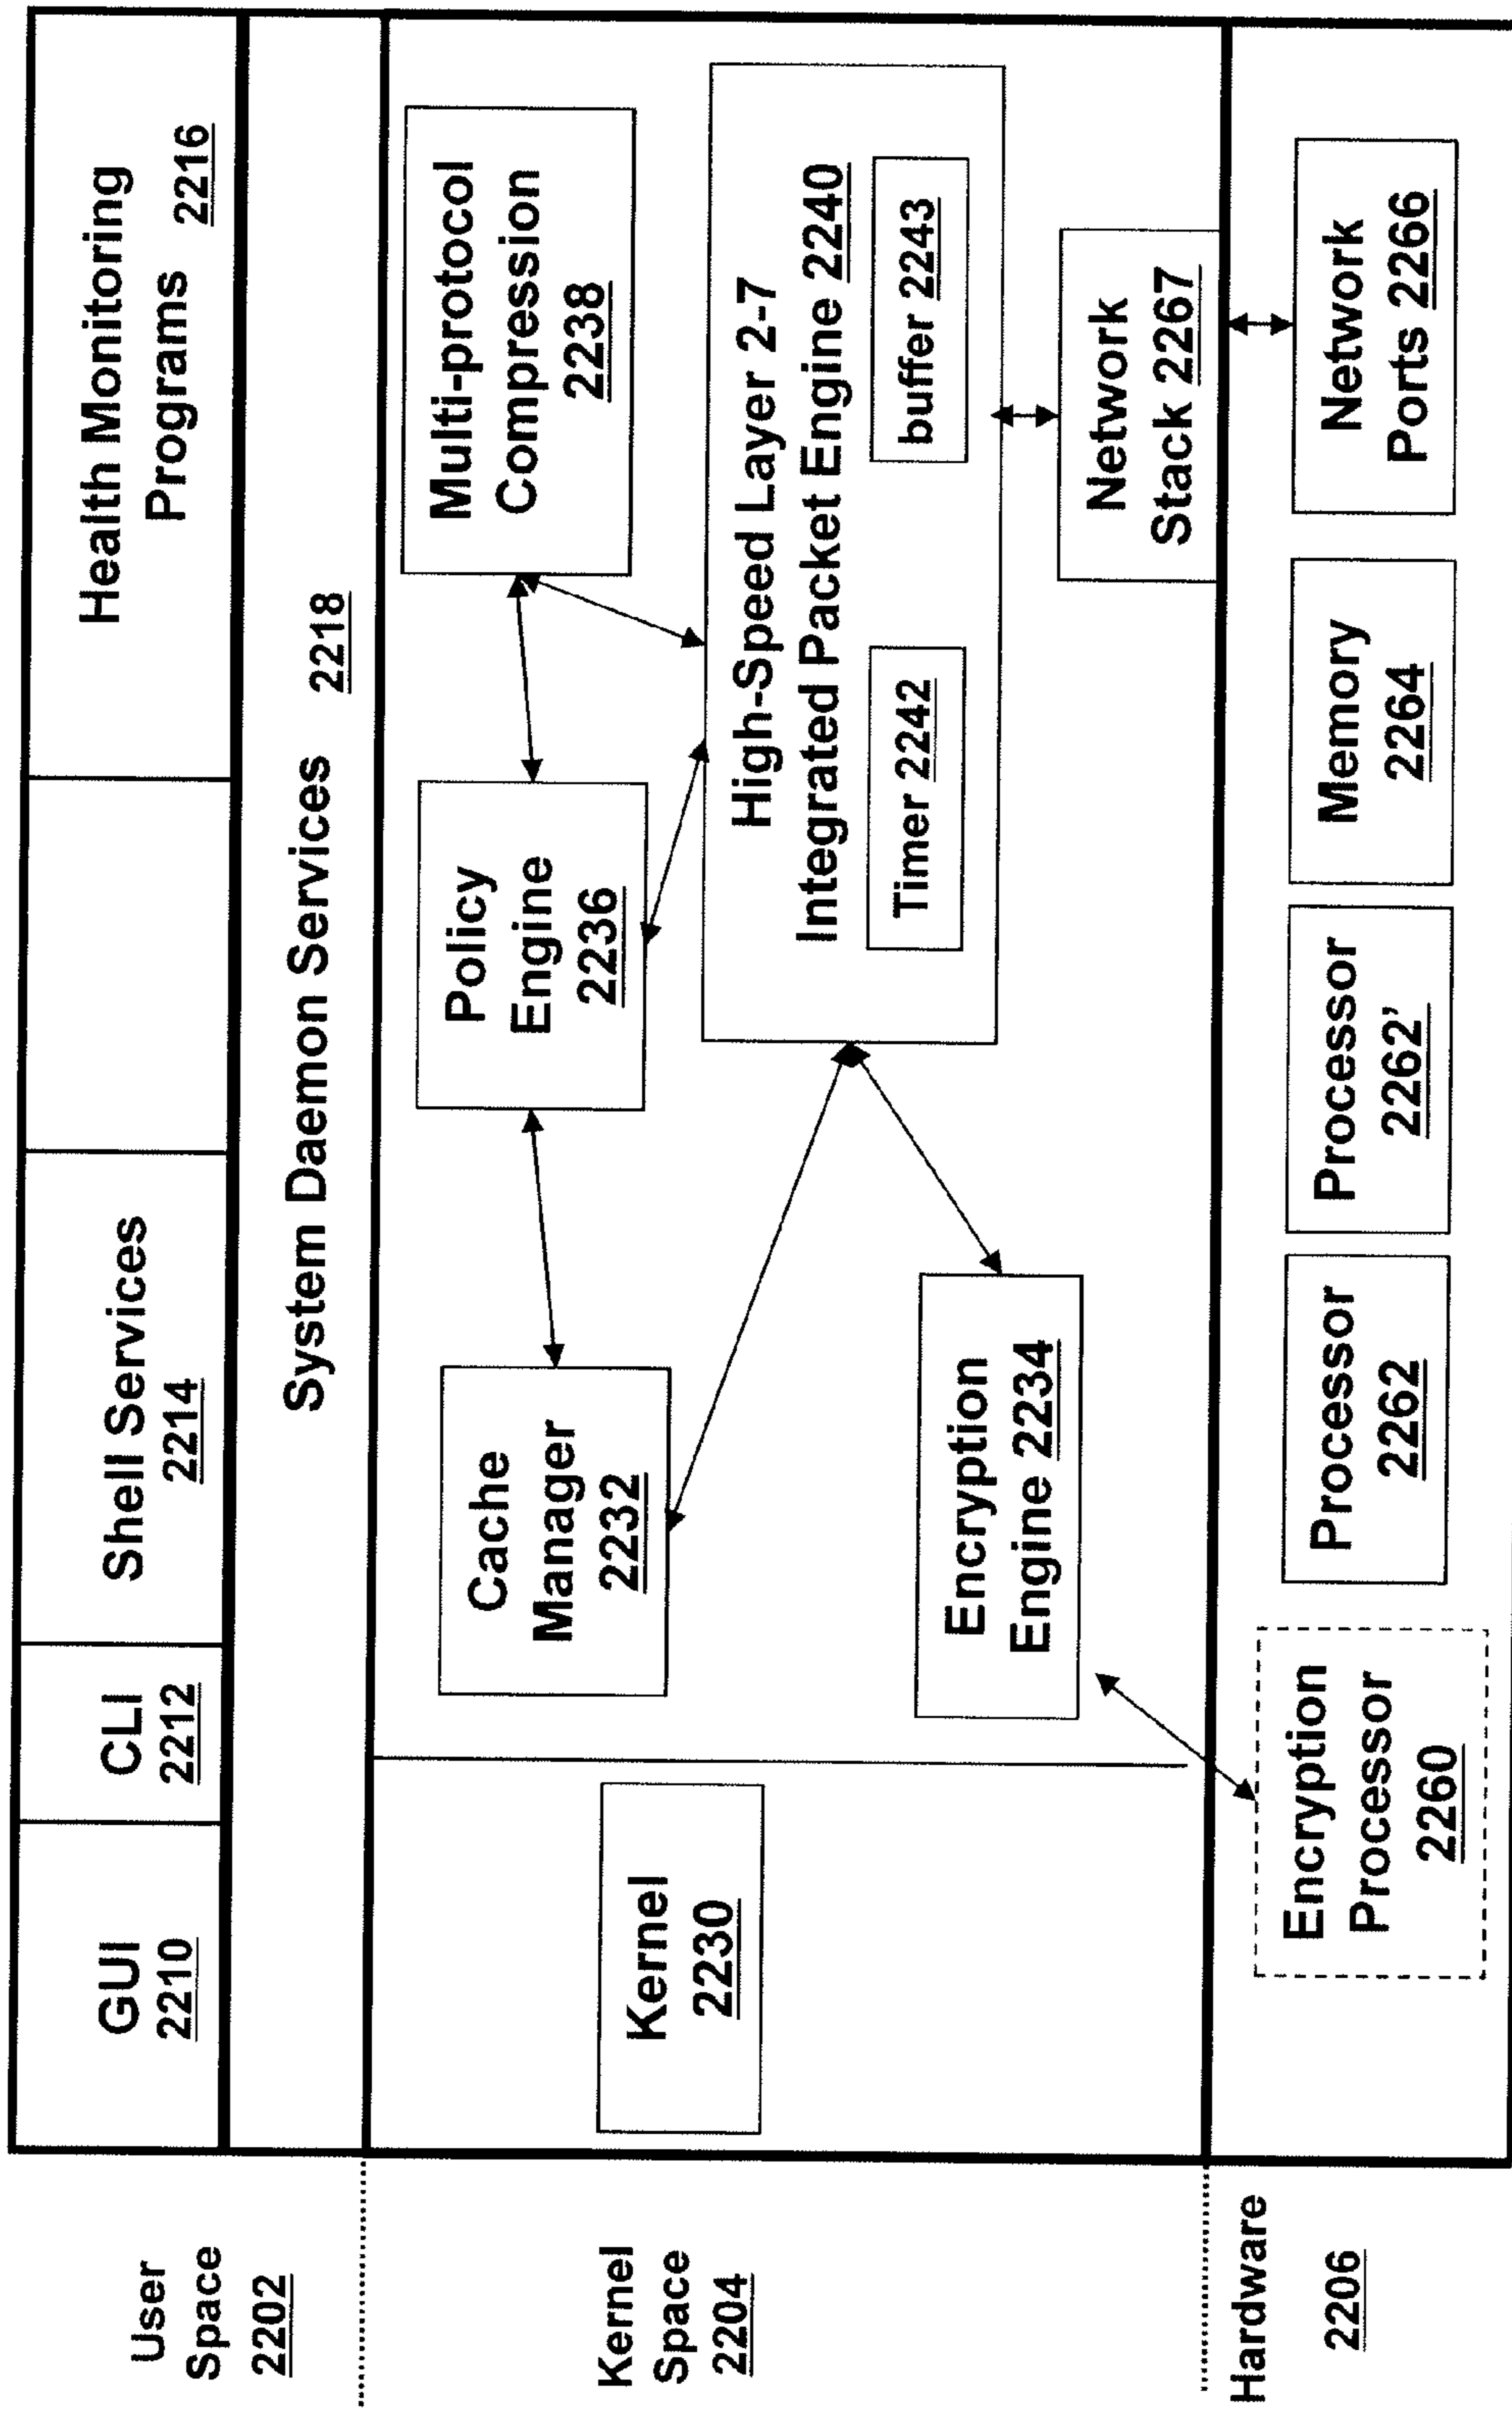 User
Space
2202
GUI
2210
CLI
2212
Shell Services
2214
Health Monitoring
Programs 2216
System Daemon Services 2218
Kernel
Space
2204
Kernel
2230
Cache
Manager
2232
Policy
Engine
2236
Multi-protocol
Compression
2238
High-Speed Layer 2-7
Integrated Packet Engine 2240
Timer 2242
buffer 2243
Encryption
Engine 2234
Network
Stack 2267
Hardware
2206
Encryption
Processor
2260
Processor
2262
Processor
2262’
Memory
2264
Network
Ports 2266